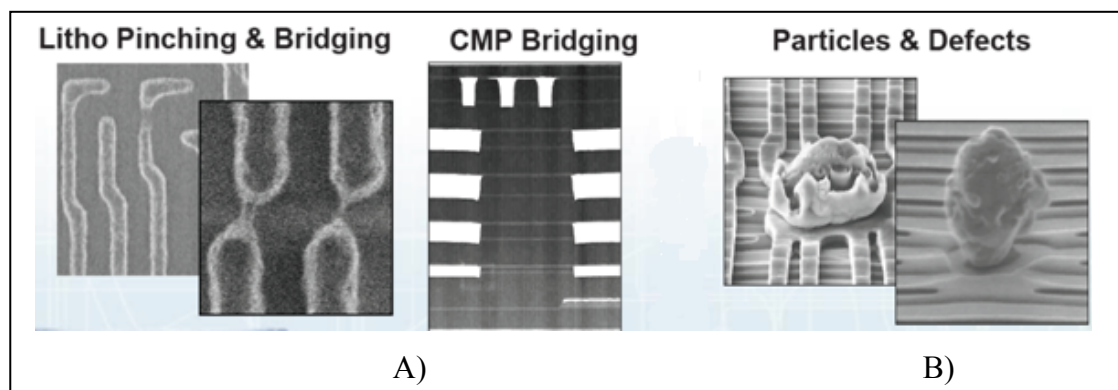 Litho Pinching & Bridging
CMP Bridging
Particles & Defects
A)
B)